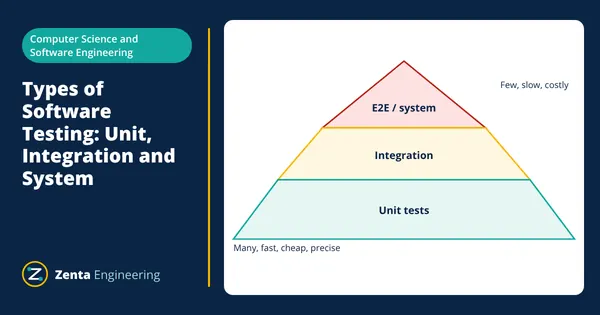 Computer Science and
Software Engineering
Types of
Software
Testing: Unit,
Integration and
System
Zenta Engineering
Few, slow, costly
E2E / system
Integration
Unit tests
Many, fast, cheap, precise